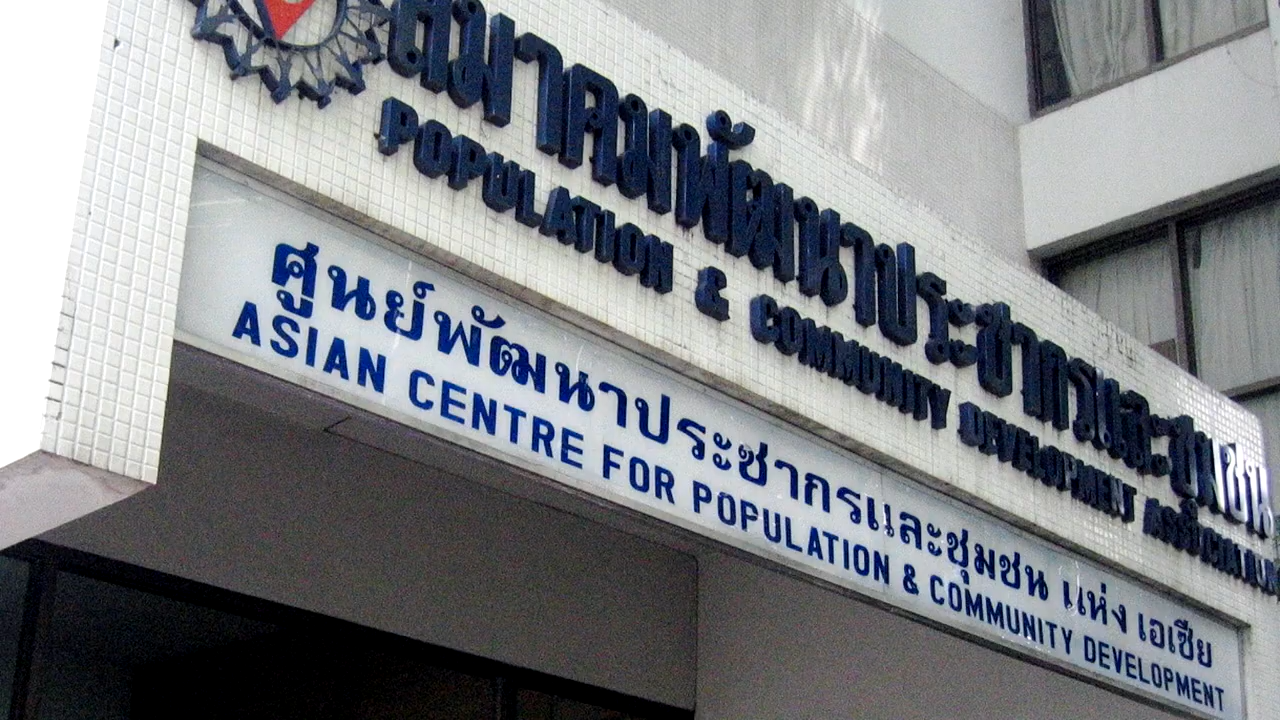 สมาคมพัฒนาประชากรและชุมชน
POPULATION & COMMUNITY DEVELOPMENT ASSOCIATION
ศูนย์พัฒนาประชากรและชุมชน แห่ง เอเซีย
ASIAN CENTRE FOR POPULATION & COMMUNITY DEVELOPMENT